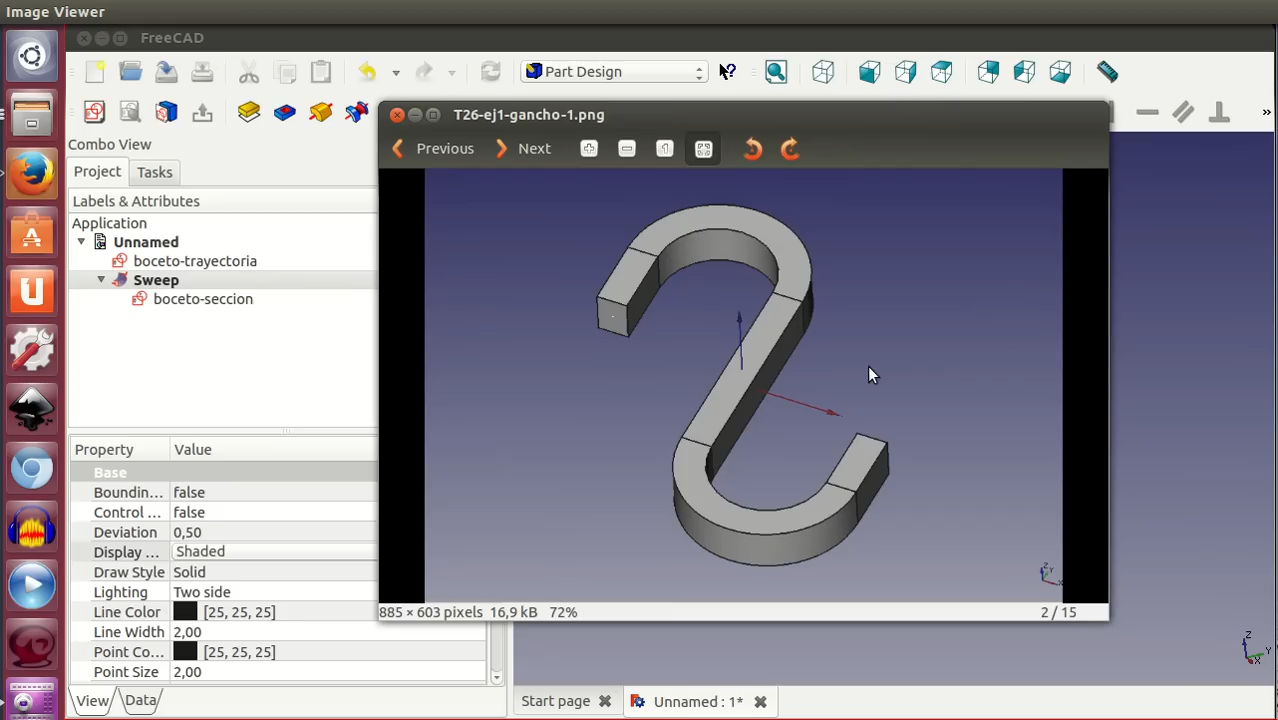 Image Viewer
FreeCAD
Part Design
T26-ej1-gancho-1.png
Previous
Next
Combo View
Project
Tasks
Labels & Attributes
Application
Unnamed
boceto-trayectoria
Sweep
boceto-seccion
Property Value
Base
Boundin... false
Control ... false
Deviation 0,50
Display ... Shaded
Draw Style Solid
Lighting Two side
Line Color [25, 25, 25]
Line Width 2,00
Point Co... [25, 25, 25]
Point Size 2,00
View Data
885 × 603 pixels 16,9 kB 72% 2 / 15
Start page
Unnamed : 1*
Z
Y